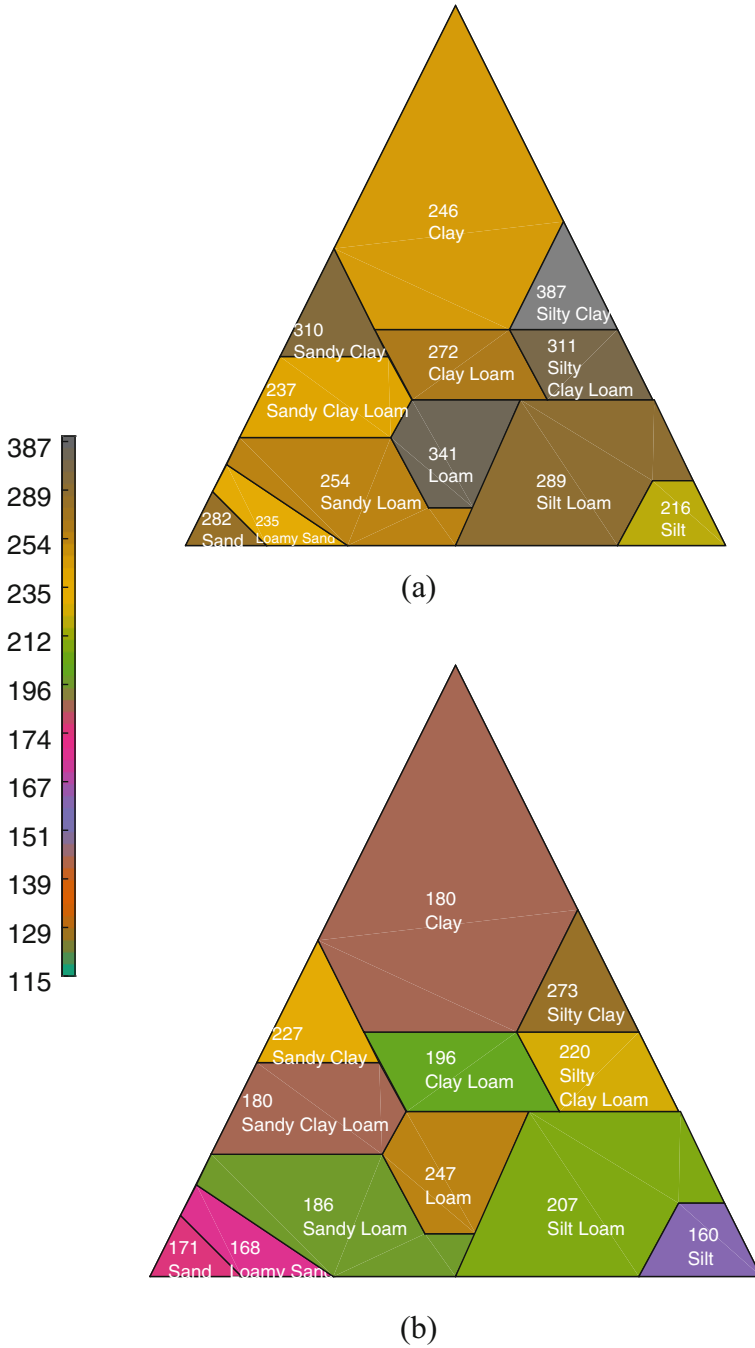 246
Clay
387
Silty Clay
310
Sandy Clay
272
Clay Loam
311
Silty
Clay Loam
237
Sandy Clay Loam
341
Loam
254
Sandy Loam
289
Silt Loam
216
Silt
282
Sand
235
Loamy Sand
(a)
387
289
254
235
212
196
174
167
151
139
129
115
180
Clay
273
Silty Clay
227
Sandy Clay
196
Clay Loam
220
Silty
Clay Loam
180
Sandy Clay Loam
247
Loam
186
Sandy Loam
207
Silt Loam
160
Silt
171
Sand
168
Loamy Sand
(b)